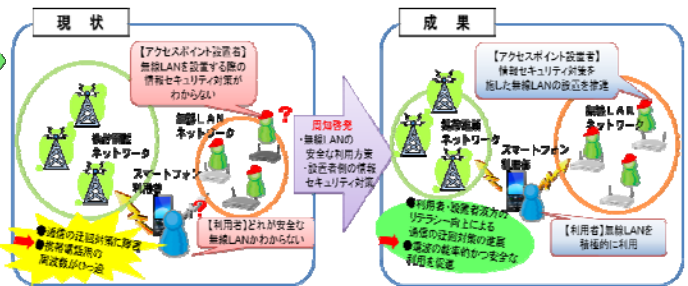 現 状
【アクセスポイント設置者】
無線LANを設置する際の
情報セキュリティ対策が
わからない
?
無線LAN
ネットワーク
携帯電話
ネットワーク
スマートフォン
利用者
?
【利用者】どれが安全な
無線LANかわからない
●通信の迂回対策に障害
●携帯電話用の
周波数がひっ迫
周知啓発
・無線LANの
安全な利用方策
・設置者側の情報
セキュリティ対策
成 果
【アクセスポイント設置者】
情報セキュリティ対策を
施した無線LANの設置を推進
無線LAN
ネットワーク
携帯電話
ネットワーク
スマートフォン
利用者
【利用者】無線LANを
積極的に利用
●利用者・設置者双方の
リテラシー向上による
通信の迂回対策の進展
●電波の能率的かつ安全な
利用を促進